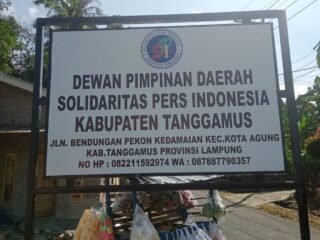 DEWAN PIMPINAN DAERAH
SOLIDARITAS PERS INDONESIA
KABUPATEN TANGGAMUS
JLN. BENDUNGAN PEKON KEDAMAIAN KEC.KOTA AGUNG
KAB.TANGGAMUS PROVINSI LAMPUNG
NO HP : 082211592974 WA : 087887790357